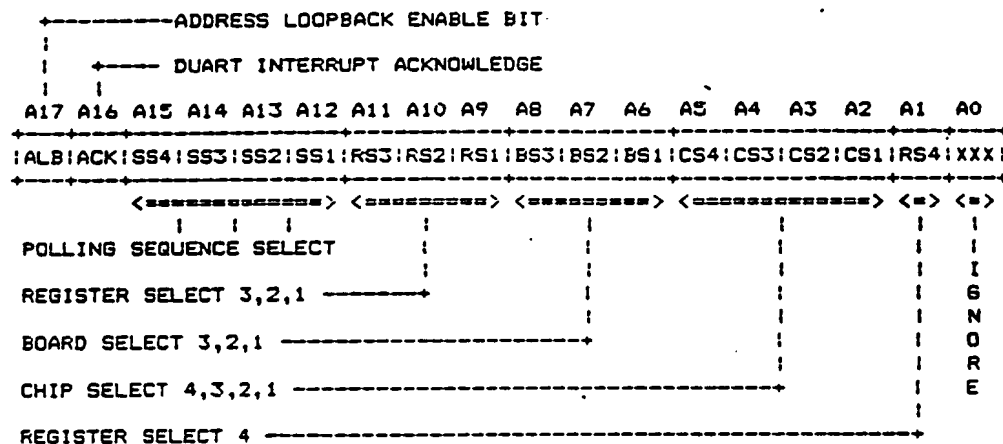 +----------ADDRESS LOOPBACK ENABLE BIT
+---- DUART INTERRUPT ACKNOWLEDGE
A17 A16 A15 A14 A13 A12 A11 A10 A9 A8 A7 A6 A5 A4 A3 A2 A1 A0
|ALB|ACK|SS4|SS3|SS2|SS1|RS3|RS2|RS1|BS3|BS2|BS1|CS4|CS3|CS2|CS1|RS4|XXX|
<=============> <=========> <=========> <=============> <=> <=>
POLLING SEQUENCE SELECT
REGISTER SELECT 3,2,1 --------+
BOARD SELECT 3,2,1 -----------------------+
CHIP SELECT 4,3,2,1 ------------------------------------+
REGISTER SELECT 4 ------------------------------------------------+
IGNORE